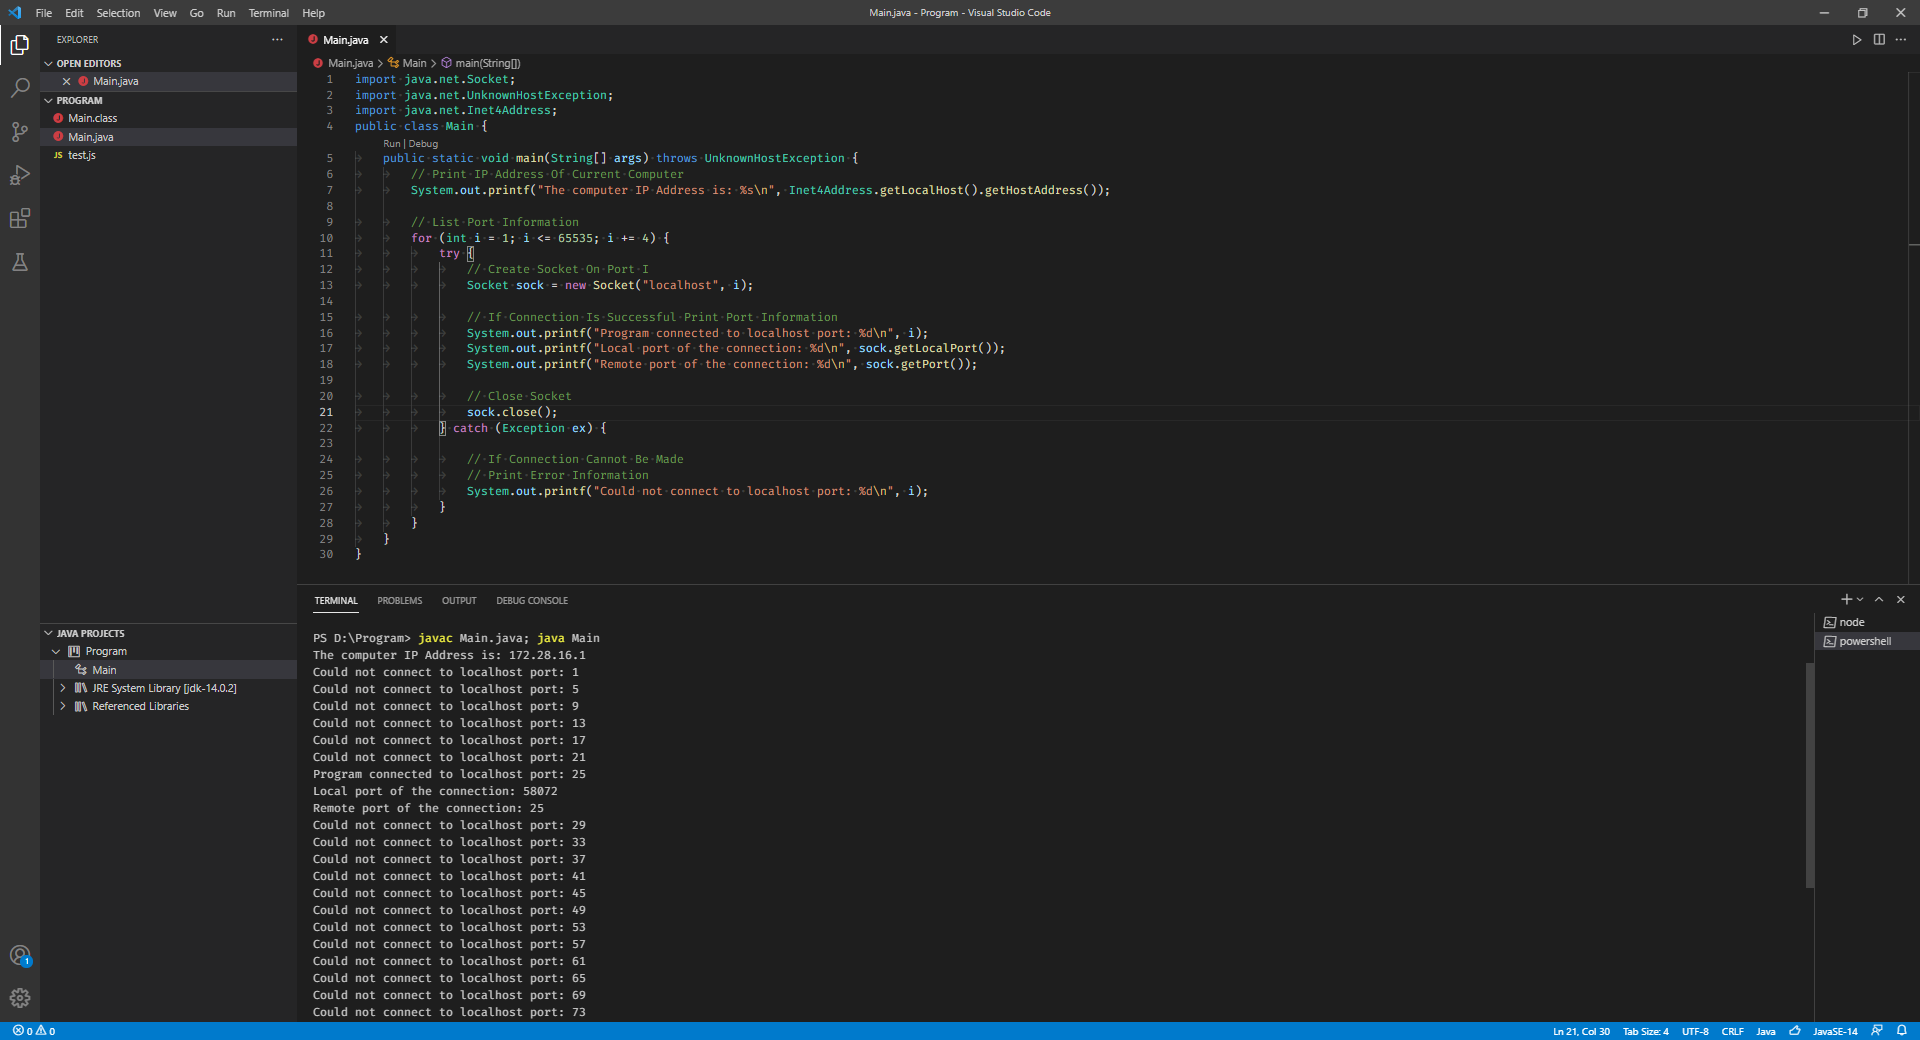 File Edit Selection View Go Run Terminal Help
Main.java - Program - Visual Studio Code
EXPLORER
OPEN EDITORS
Main.java
PROGRAM
Main.class
Main.java
JS test.js
JAVA PROJECTS
Program
Main
JRE System Library [jdk-14.0.2]
Referenced Libraries
1
Main.java
Main.java > Main > main(String[])
1 import java.net.Socket;
2 import java.net.UnknownHostException;
3 import java.net.Inet4Address;
4 public class Main {
Run | Debug
5 public static void main(String[] args) throws UnknownHostException {
6 // Print IP Address Of Current Computer
7 System.out.printf("The computer IP Address is: %s\n", Inet4Address.getLocalHost().getHostAddress());
8
9 // List Port Information
10 for (int i = 1; i <= 65535; i += 4) {
11 try {
12 // Create Socket On Port I
13 Socket sock = new Socket("localhost", i);
14
15 // If Connection Is Successful Print Port Information
16 System.out.printf("Program connected to localhost port: %d\n", i);
17 System.out.printf("Local port of the connection: %d\n", sock.getLocalPort());
18 System.out.printf("Remote port of the connection: %d\n", sock.getPort());
19
20 // Close Socket
21 sock.close();
22 } catch (Exception ex) {
23
24 // If Connection Cannot Be Made
25 // Print Error Information
26 System.out.printf("Could not connect to localhost port: %d\n", i);
27 }
28 }
29 }
30 }
TERMINAL PROBLEMS OUTPUT DEBUG CONSOLE
node
powershell
PS D:\Program> javac Main.java; java Main
The computer IP Address is: 172.28.16.1
Could not connect to localhost port: 1
Could not connect to localhost port: 5
Could not connect to localhost port: 9
Could not connect to localhost port: 13
Could not connect to localhost port: 17
Could not connect to localhost port: 21
Program connected to localhost port: 25
Local port of the connection: 58072
Remote port of the connection: 25
Could not connect to localhost port: 29
Could not connect to localhost port: 33
Could not connect to localhost port: 37
Could not connect to localhost port: 41
Could not connect to localhost port: 45
Could not connect to localhost port: 49
Could not connect to localhost port: 53
Could not connect to localhost port: 57
Could not connect to localhost port: 61
Could not connect to localhost port: 65
Could not connect to localhost port: 69
Could not connect to localhost port: 73
0 0
Ln 21, Col 30 Tab Size: 4 UTF-8 CRLF Java JavaSE-14